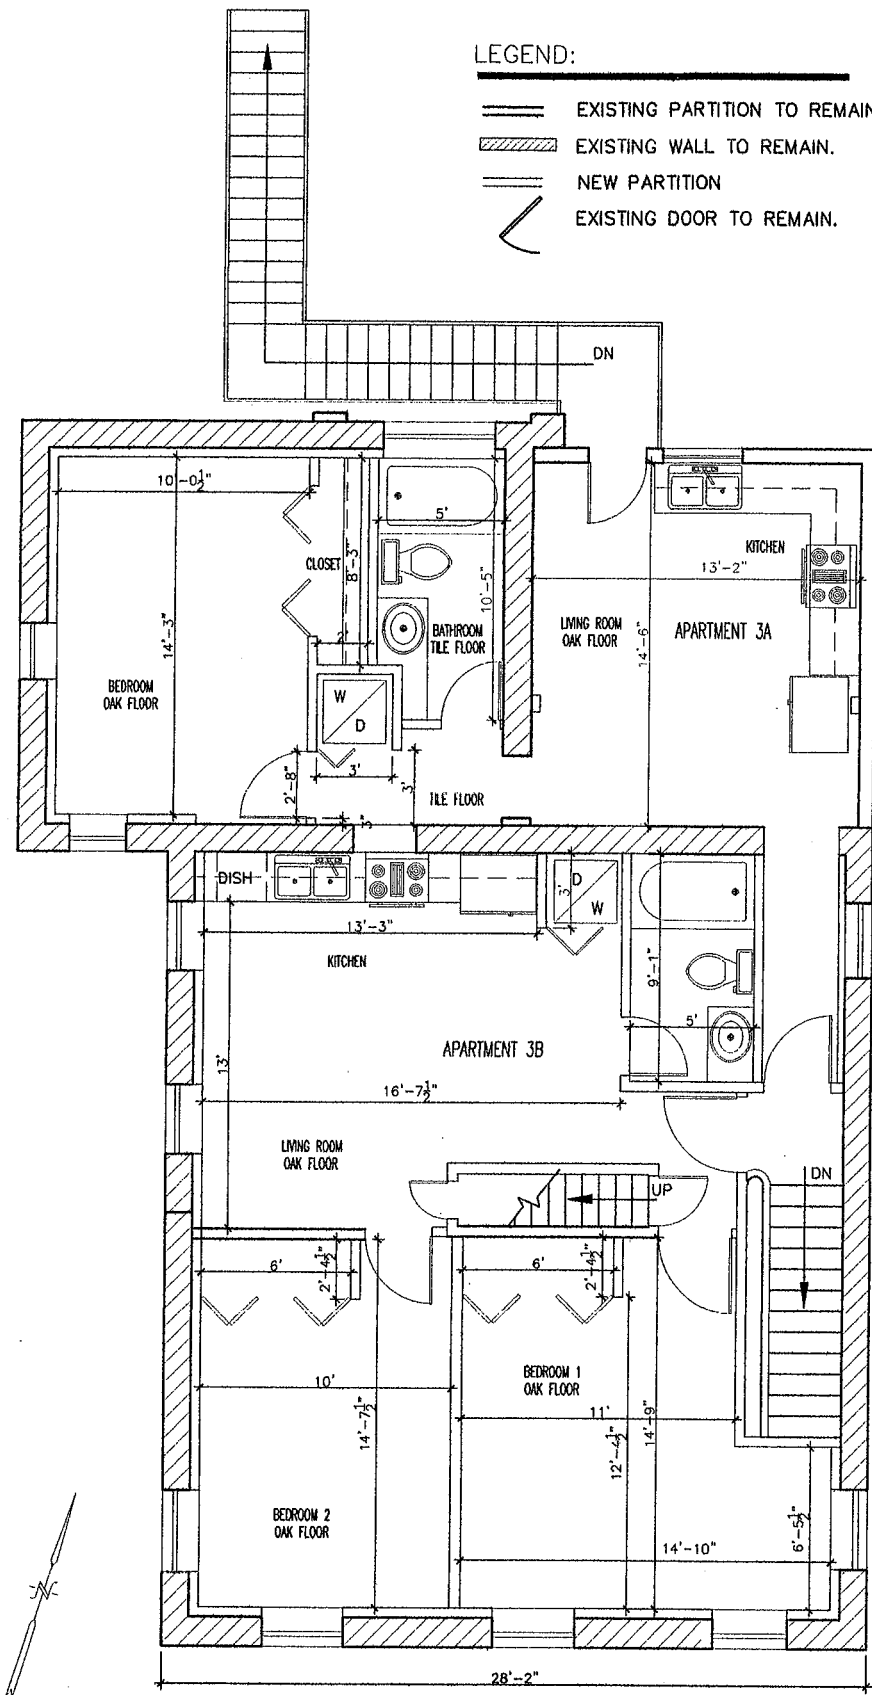 LEGEND:
EXISTING PARTITION TO REMAIN
EXISTING WALL TO REMAIN.
NEW PARTITION
EXISTING DOOR TO REMAIN.
DN
10'-0½"
5'
CLOSET
8'-3"
10'-5"
KITCHEN
13'-2"
LIVING ROOM
OAK FLOOR
APARTMENT 3A
14'-6"
14'-3"
2'
BATHROOM
TILE FLOOR
BEDROOM
OAK FLOOR
W
D
3'
2'-8"
3'
TILE FLOOR
3"
DISH
D
W
3'
13'-3"
KITCHEN
9'-1"
5'
13'
APARTMENT 3B
16'-7½"
LIVING ROOM
OAK FLOOR
UP
DN
6'
2'-4½"
6'
2'-4½"
10'
14'-7½"
BEDROOM 1
OAK FLOOR
11'
12'-4½"
14'-9"
BEDROOM 2
OAK FLOOR
14'-10"
6'-5½"
N
28'-2"